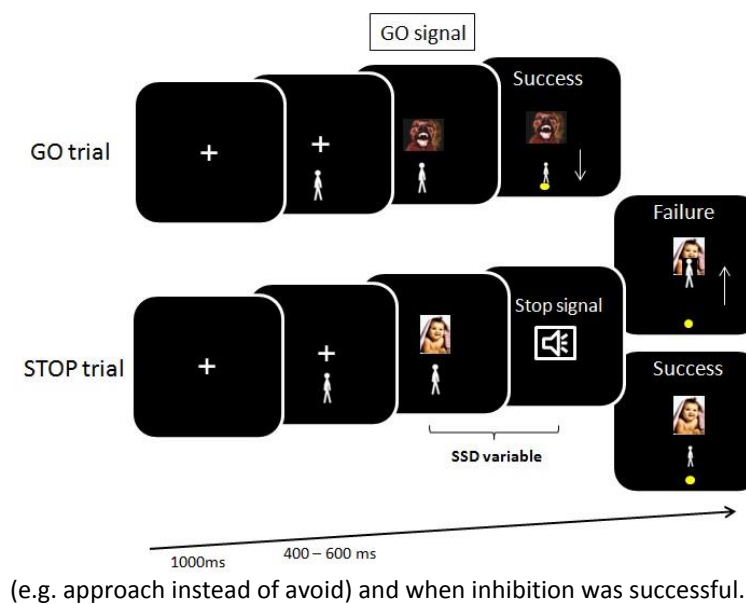 GO signal
Success
GO trial
Failure
Stop signal
STOP trial
Success
SSD variable
1000ms
400 – 600 ms
(e.g. approach instead of avoid) and when inhibition was successful.